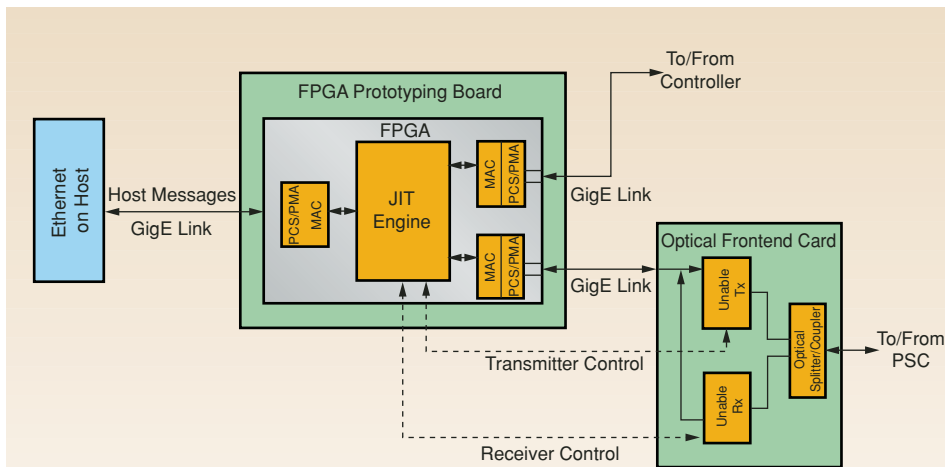 To/From
Controller
FPGA Prototyping Board
FPGA
Ethernet
on Host
Host Messages
GigE Link
PCS/PMA
MAC
JIT
Engine
MAC
PCS/PMA
GigE Link
MAC
PCS/PMA
GigE Link
Optical Frontend Card
Unable
Tx
Optical
Splitter/Coupler
To/From
PSC
Transmitter Control
Unable
Rx
Receiver Control